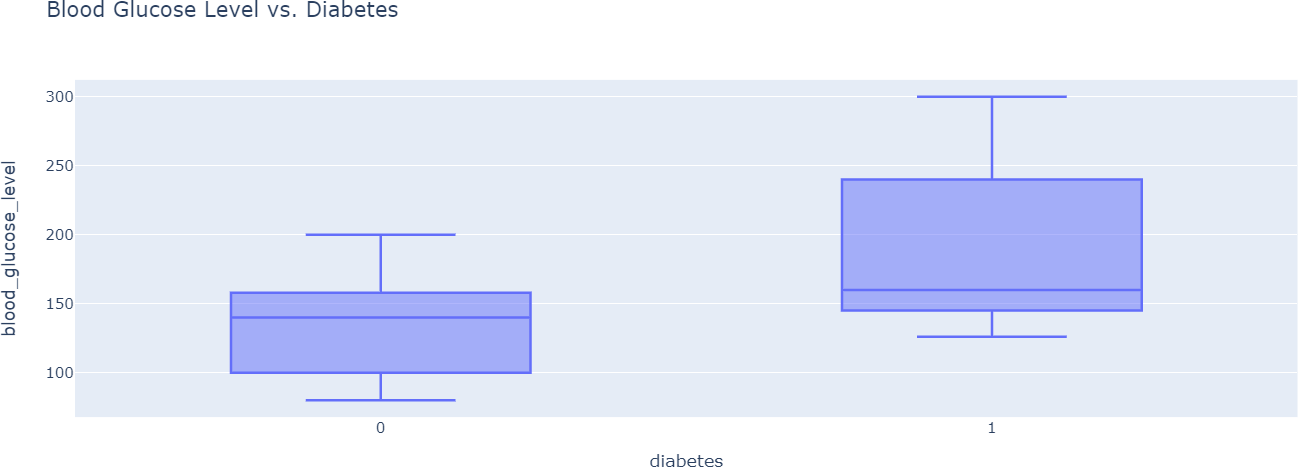 Blood Glucose Level vs. Diabetes
blood_glucose_level
300
250
200
150
100
0
1
diabetes